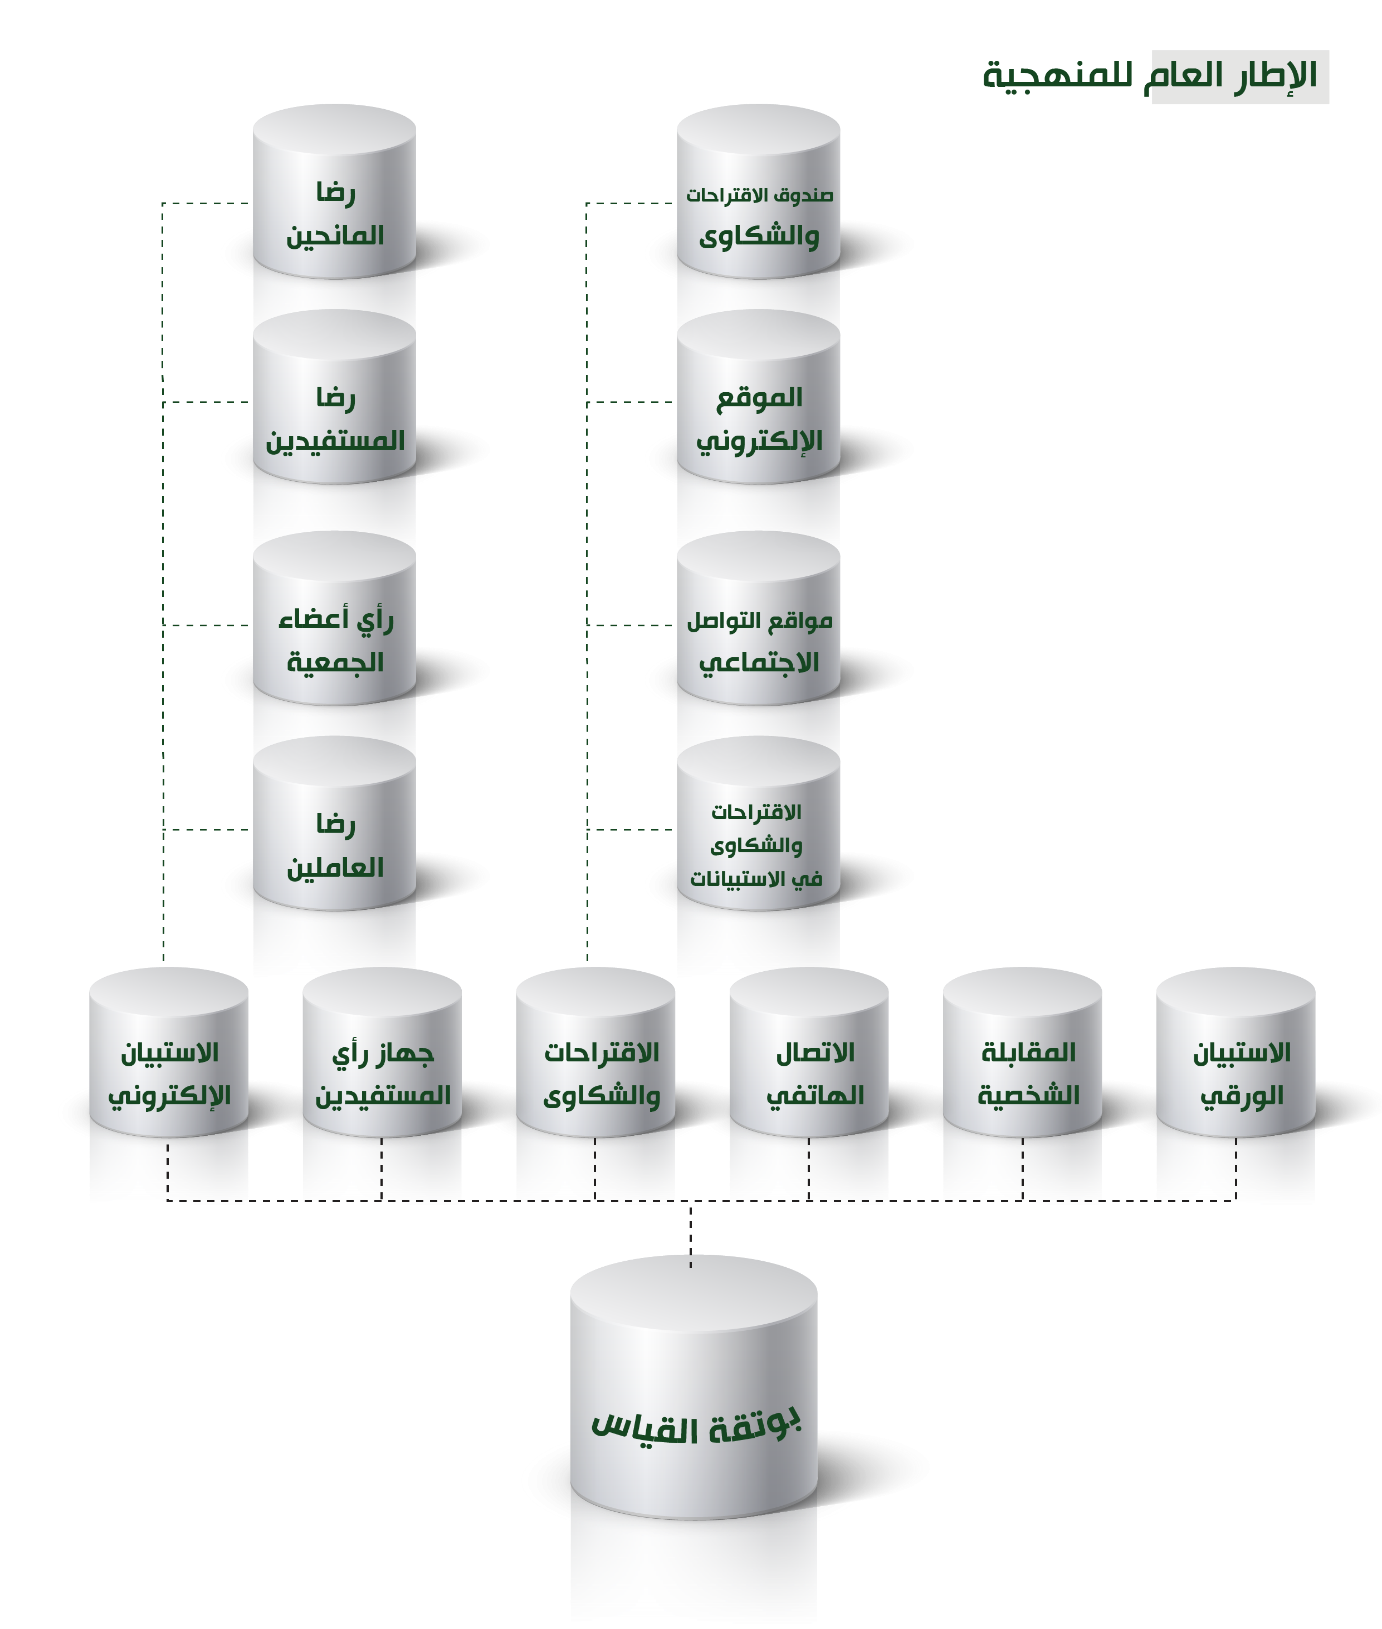 الإطار العام للمنهجية
صندوق الاقتراحات
والشكاوى
الموقع
الإلكتروني
مواقع التواصل
الاجتماعي
الاقتراحات
والشكاوى
في الاستبيانات
رضا
المانحين
رضا
المستفيدين
رأي أعضاء
الجمعية
رضا
العاملين
الاستبيان
الورقي
المقابلة
الشخصية
الاتصال
الهاتفي
الاقتراحات
والشكاوى
جهاز رأي
المستفيدين
الاستبيان
الإلكتروني
بوتقة القياس